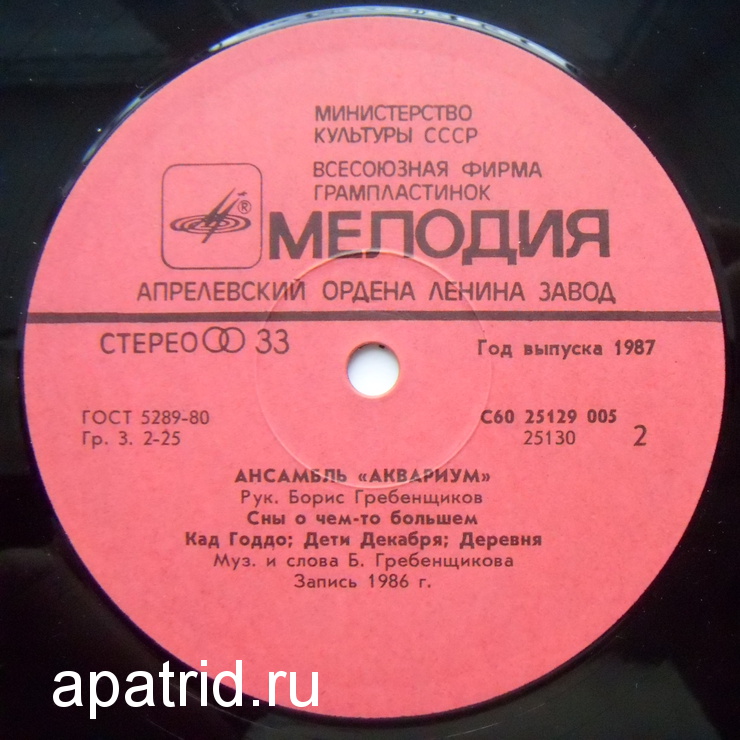 МИНИСТЕРСТВО
КУЛЬТУРЫ СССР
ВСЕСОЮЗНАЯ ФИРМА
ГРАМПЛАСТИНОК
®
МЕЛОДИЯ
АПРЕЛЕВСКИЙ ОРДЕНА ЛЕНИНА ЗАВОД
СТЕРЕО 33
Год выпуска 1987
ГОСТ 5289-80
Гр. 3. 2-25
С60 25129 005
25130 2
АНСАМБЛЬ «АКВАРИУМ»
Рук. Борис Гребенщиков
Сны о чем-то большем
Кад Годдо; Дети Декабря; Деревня
Муз. и слова Б. Гребенщикова
Запись 1986 г.
apatrid.ru